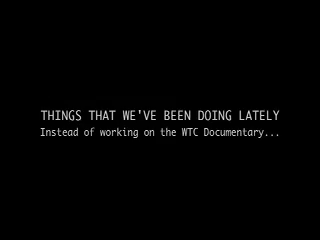 THINGS THAT WE'VE BEEN DOING LATELY
Instead of working on the WTC Documentary...